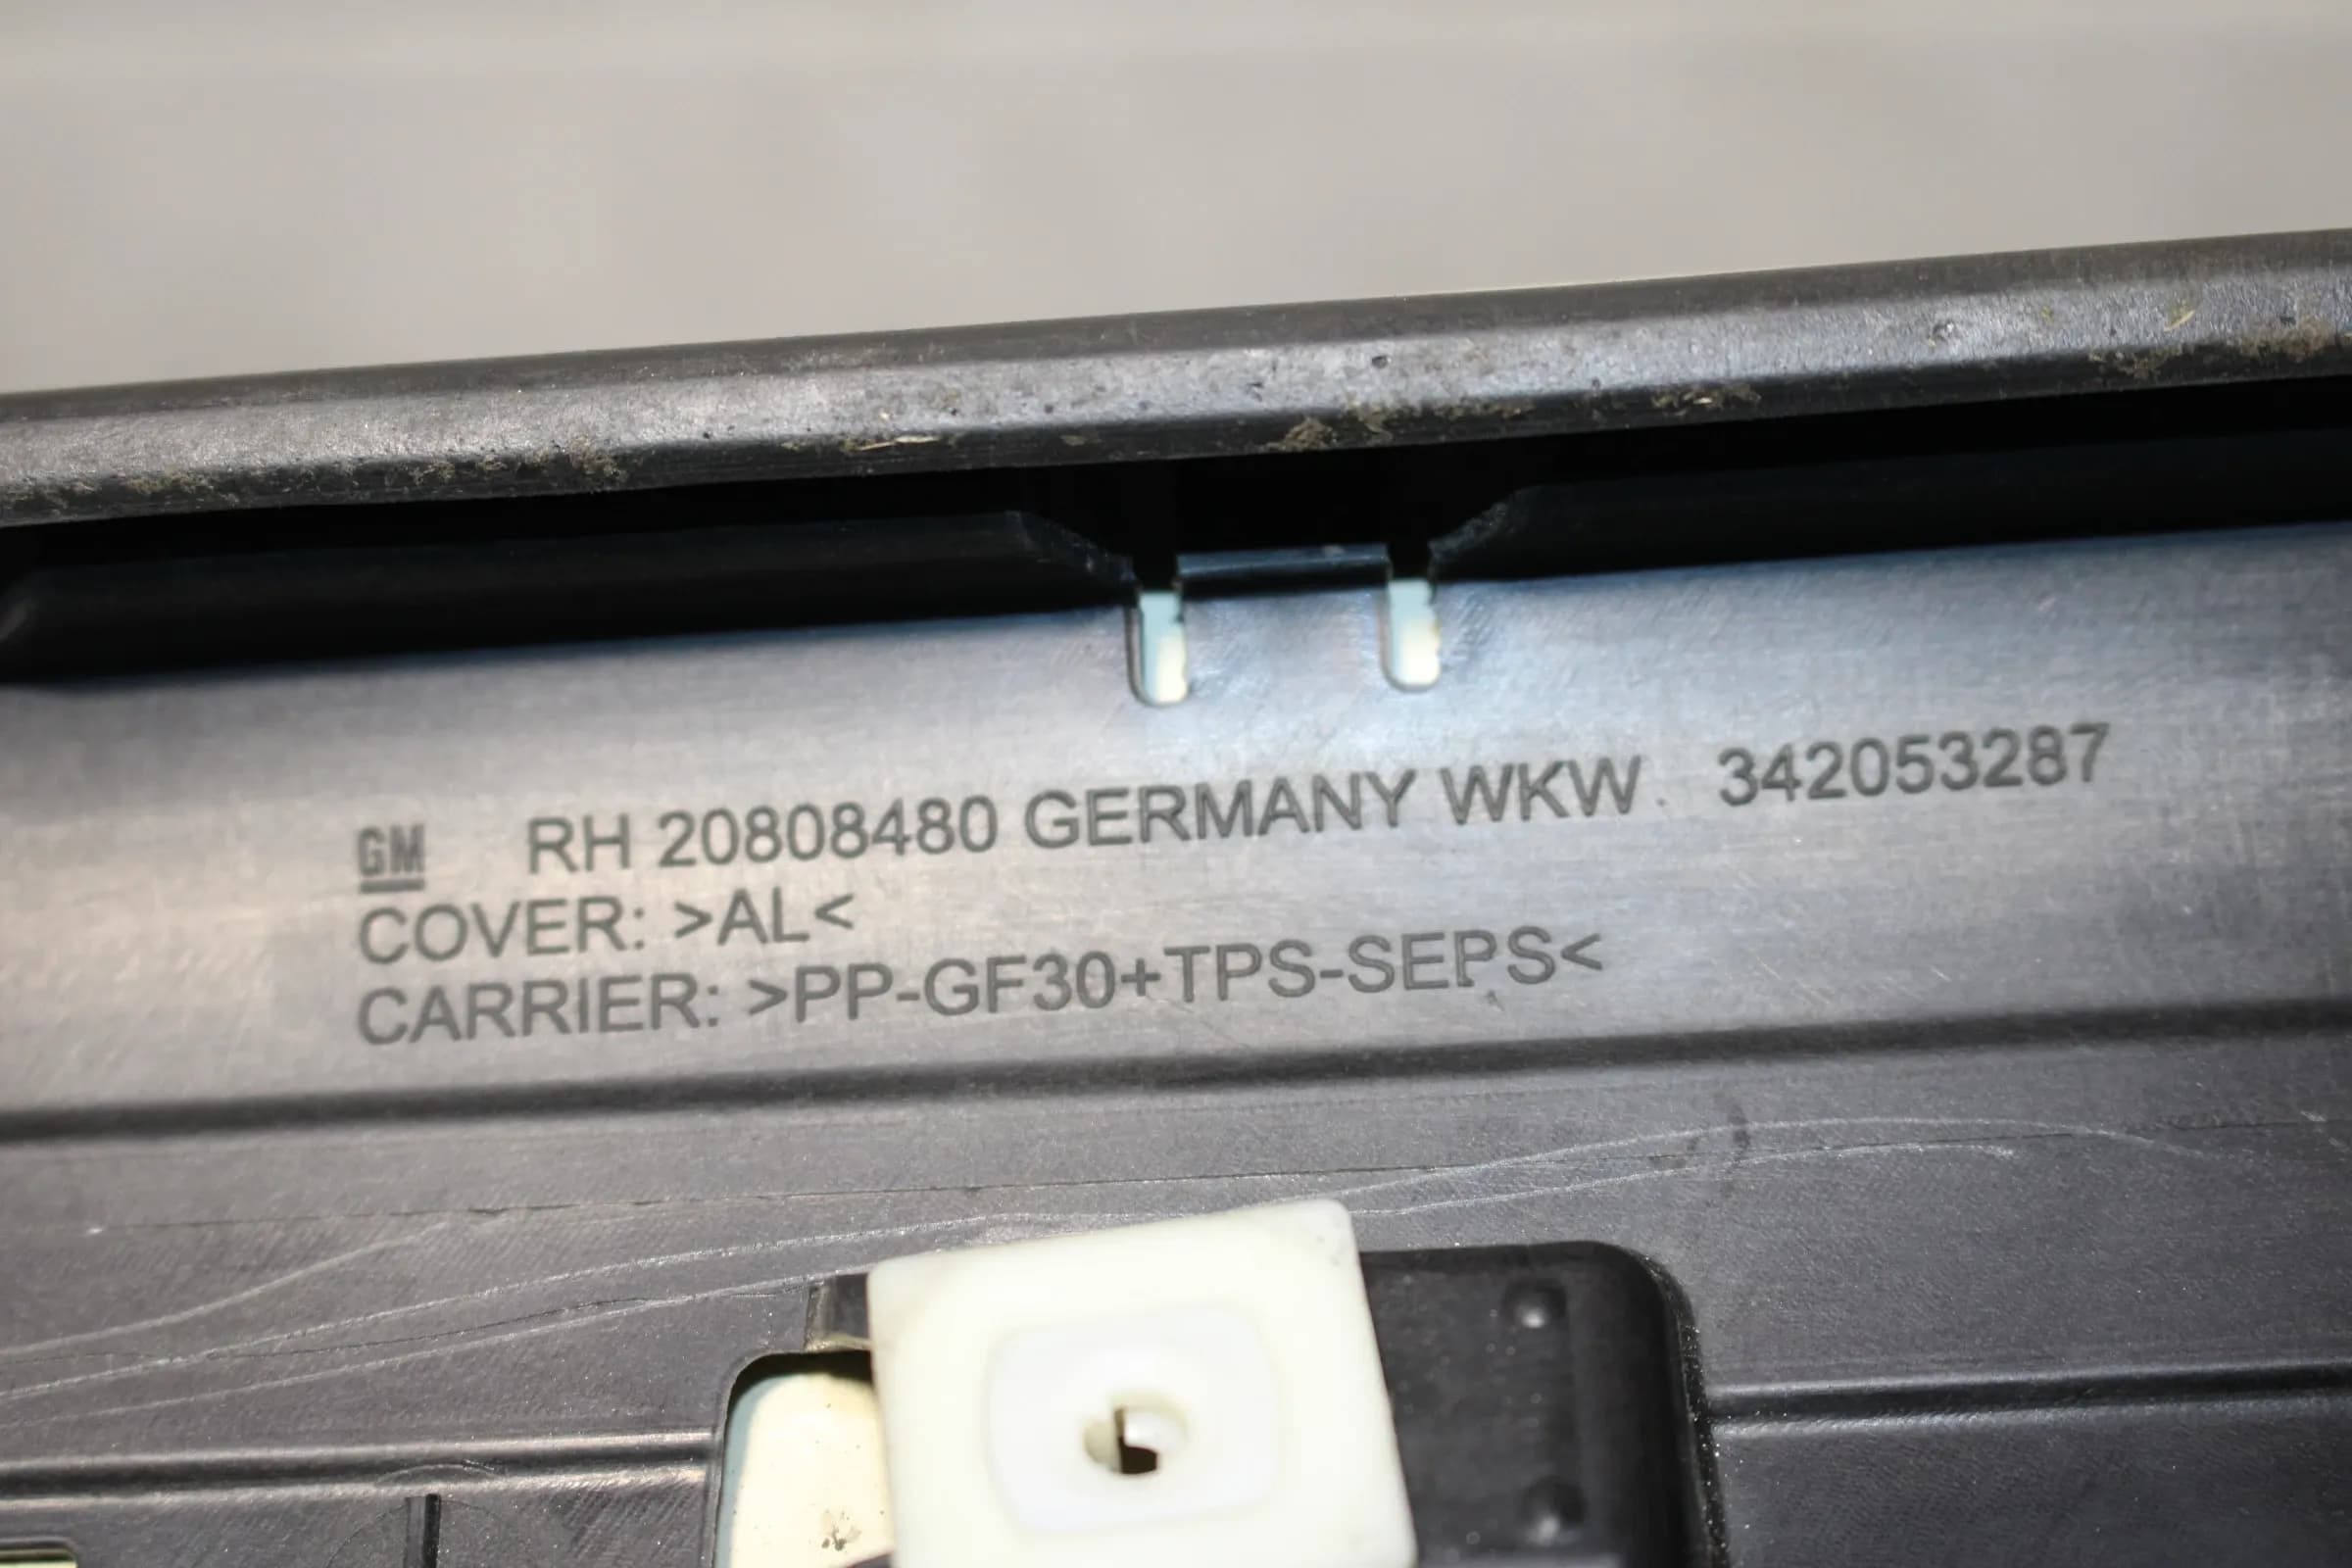 GM RH 20808480 GERMANY WKW 342053287
COVER: >AL<
CARRIER: >PP-GF30+TPS-SEPS<